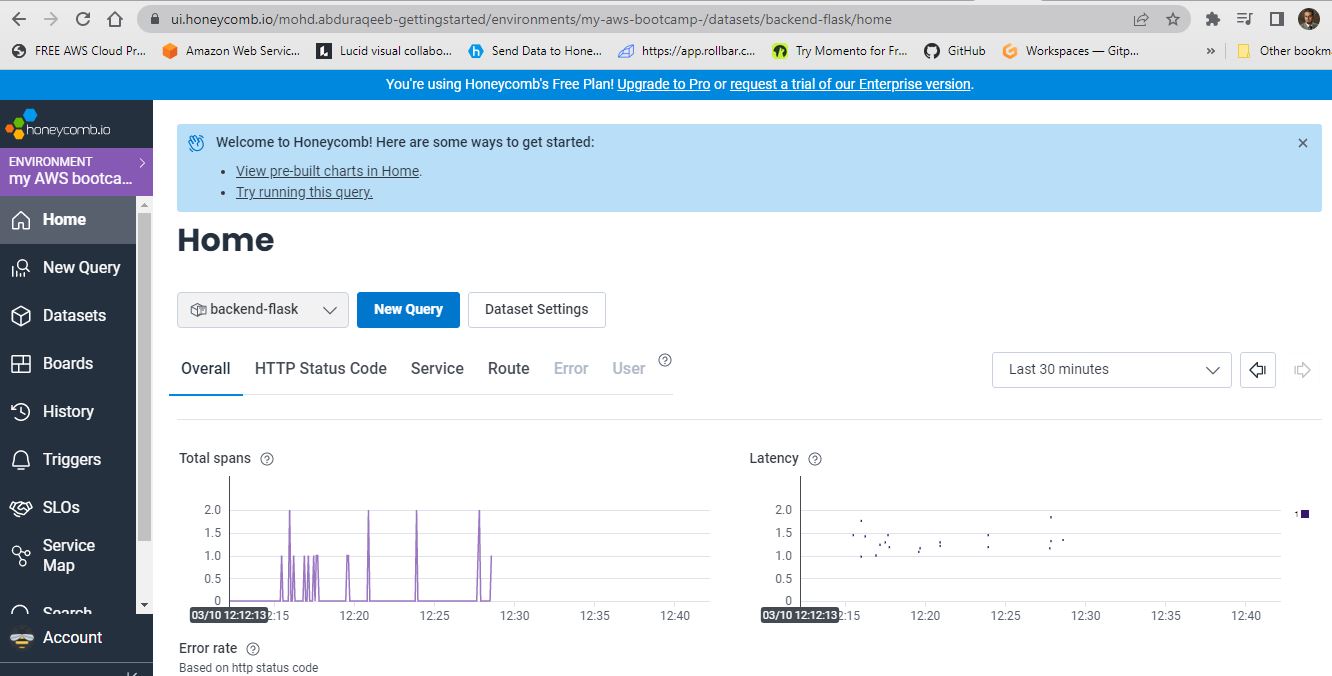 ui.honeycomb.io/mohd.abduraqeeb-gettingstarted/environments/my-aws-bootcamp-/datasets/backend-flask/home
FREE AWS Cloud Pr... Amazon Web Servic... Lucid visual collabo... Send Data to Hone... https://app.rollbar.c... Try Momento for Fr... GitHub Workspaces — Gitp... » Other bookm
You're using Honeycomb's Free Plan! Upgrade to Pro or request a trial of our Enterprise version.
honeycomb.io
ENVIRONMENT
my AWS bootca...
Home
New Query
Datasets
Boards
History
Triggers
SLOs
Service
Map
Search
Account
Welcome to Honeycomb! Here are some ways to get started:
• View pre-built charts in Home.
• Try running this query.
Home
backend-flask New Query Dataset Settings
Overall HTTP Status Code Service Route Error User
Last 30 minutes
Total spans
2.0
1.5
1.0
0.5
0
03/10 12:12:13 2:15 12:20 12:25 12:30 12:35 12:40
Latency
2.0
1.5
1.0
0.5
0
03/10 12:12:13 2:15 12:20 12:25 12:30 12:35 12:40
1
Error rate
Based on http status code